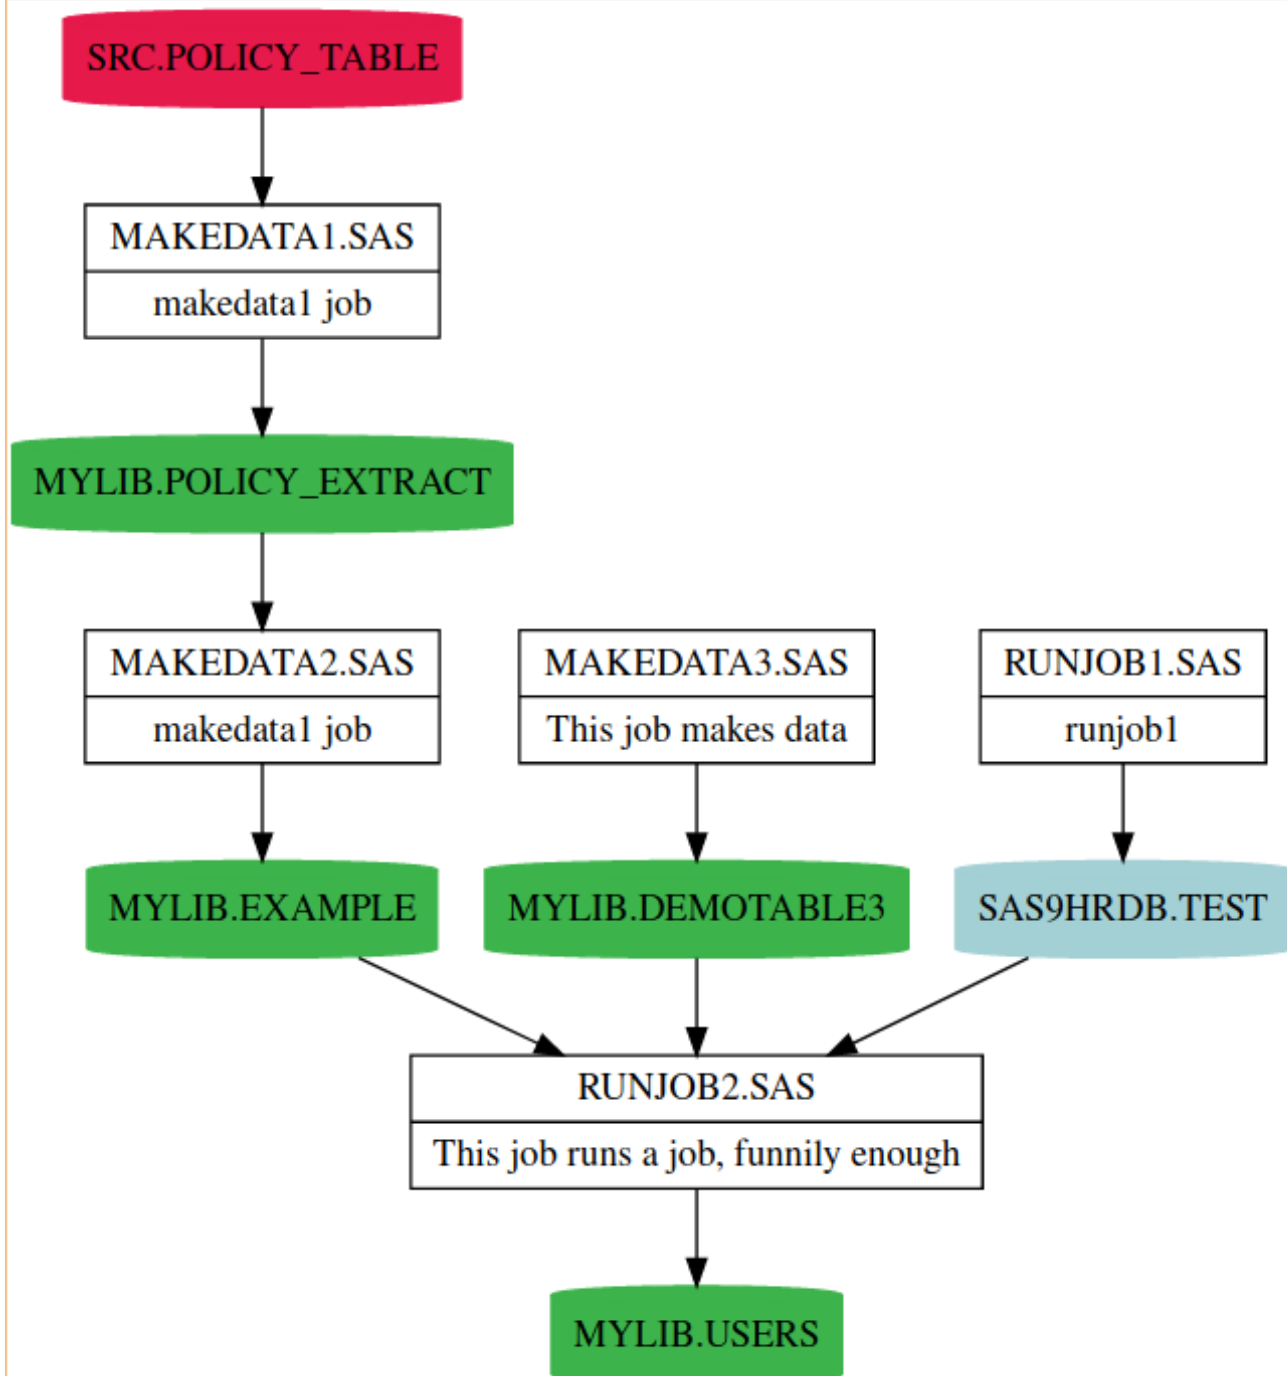 SRC.POLICY_TABLE
MAKEDATA1.SAS
makedata1 job
MYLIB.POLICY_EXTRACT
MAKEDATA2.SAS
makedata1 job
MAKEDATA3.SAS
This job makes data
RUNJOB1.SAS
runjob1
MYLIB.EXAMPLE
MYLIB.DEMOTABLE3
SAS9HRDB.TEST
RUNJOB2.SAS
This job runs a job, funnily enough
MYLIB.USERS